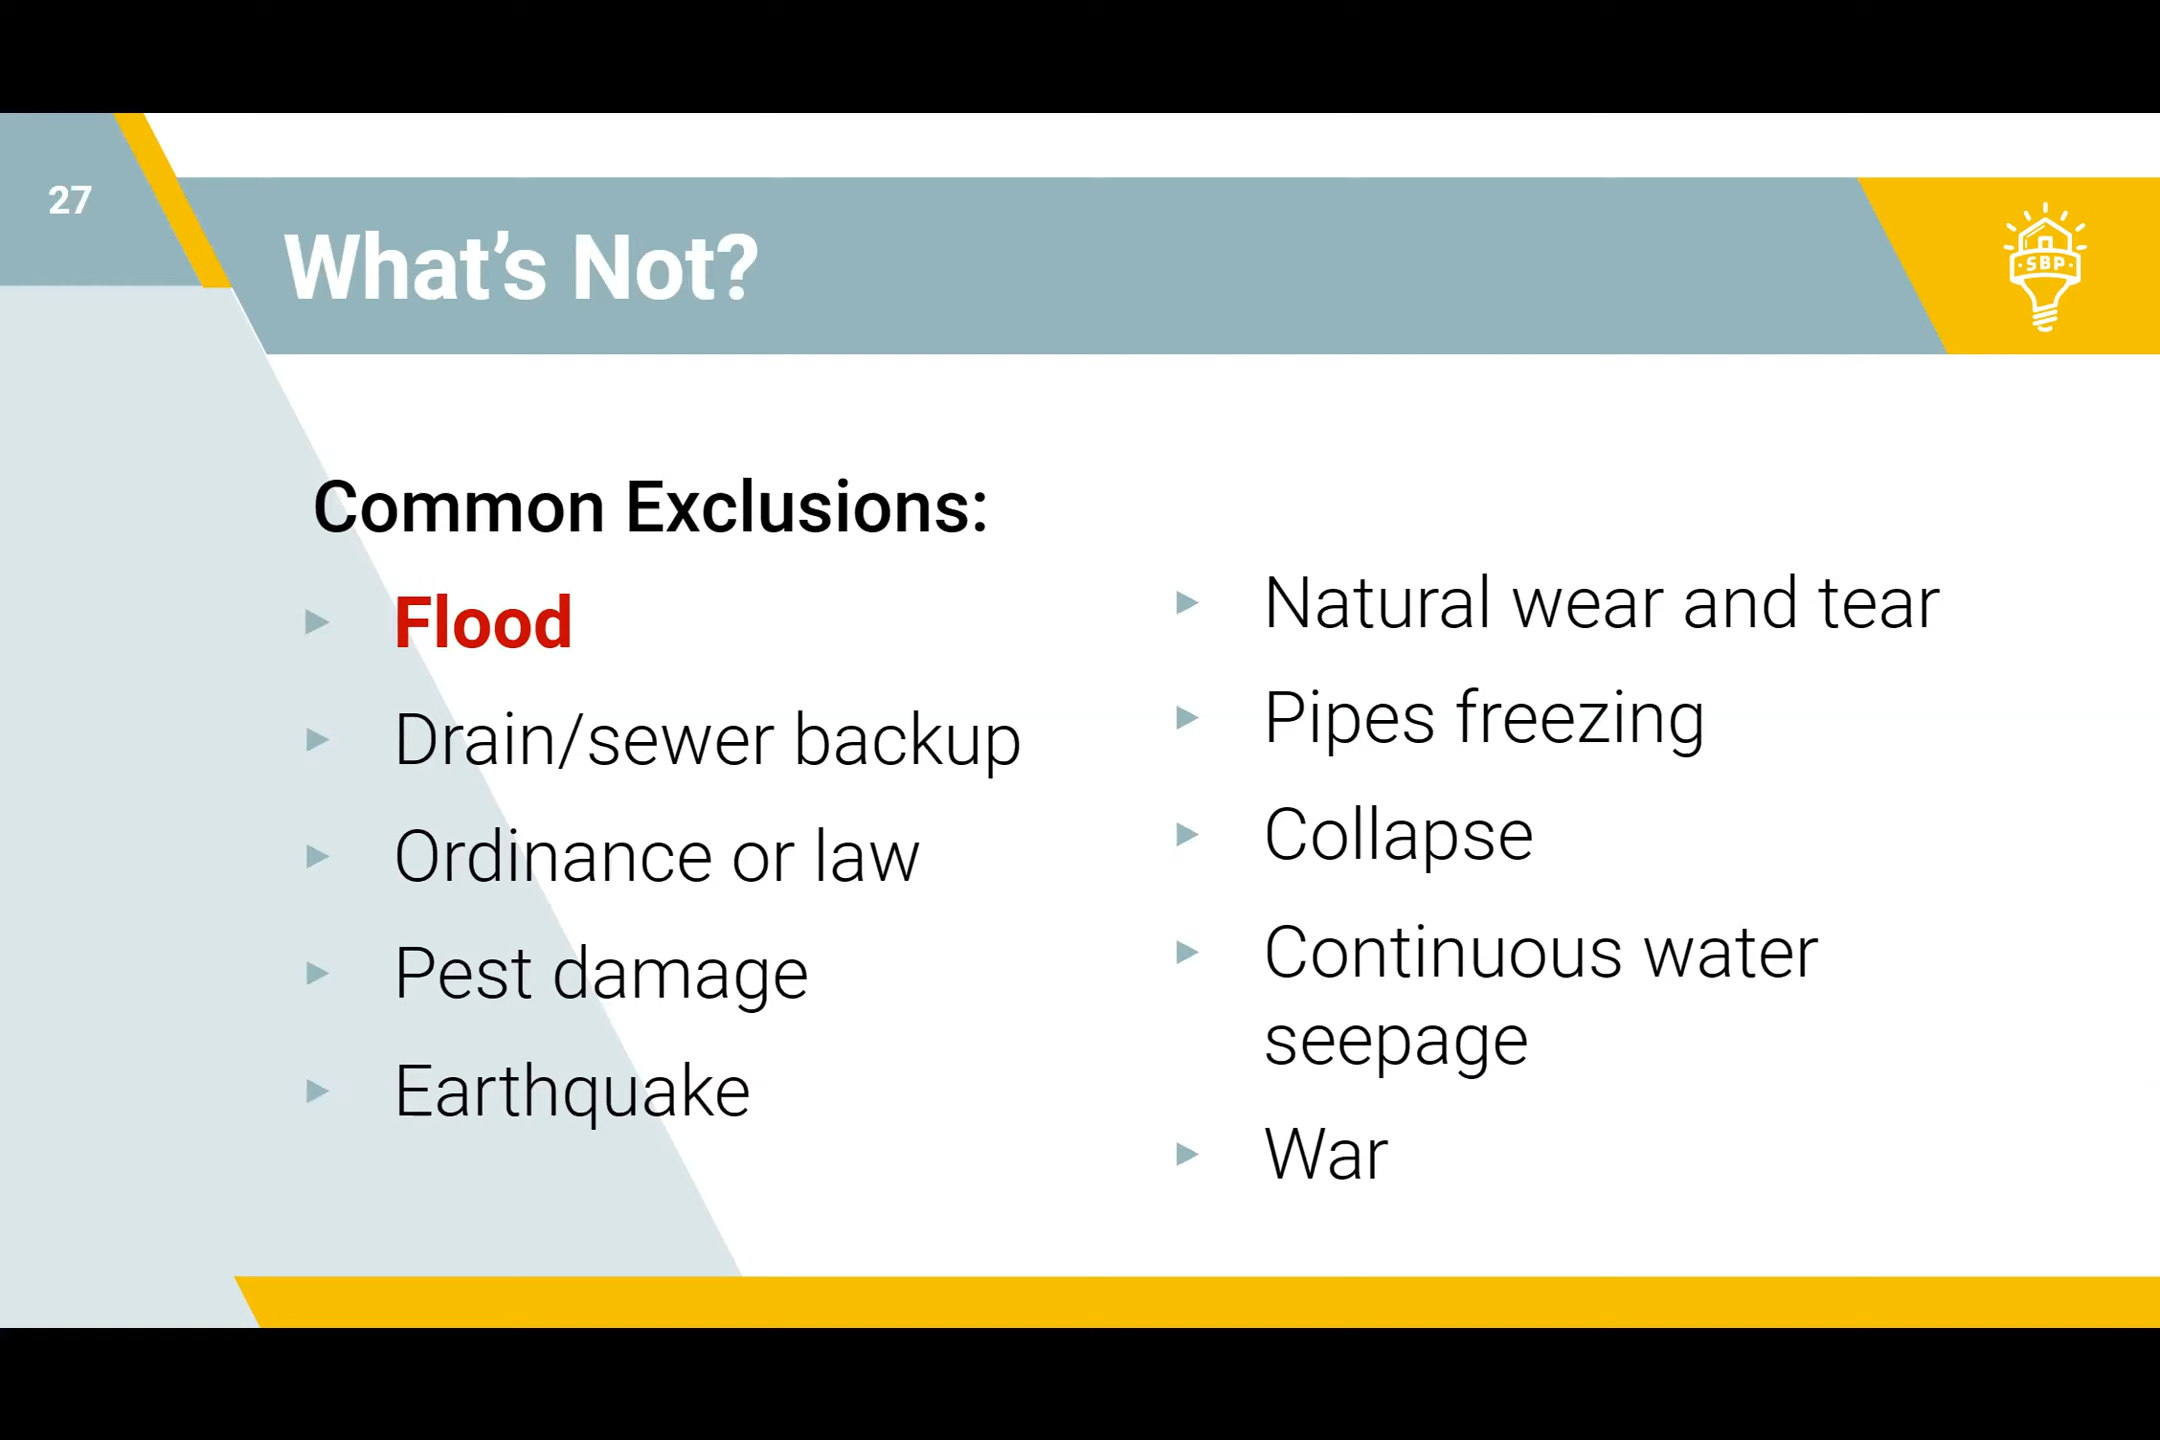 27
What's Not?
· SBP ·
Common Exclusions:
Flood
Drain/sewer backup
Ordinance or law
Pest damage
Earthquake
Natural wear and tear
Pipes freezing
Collapse
Continuous water
seepage
War